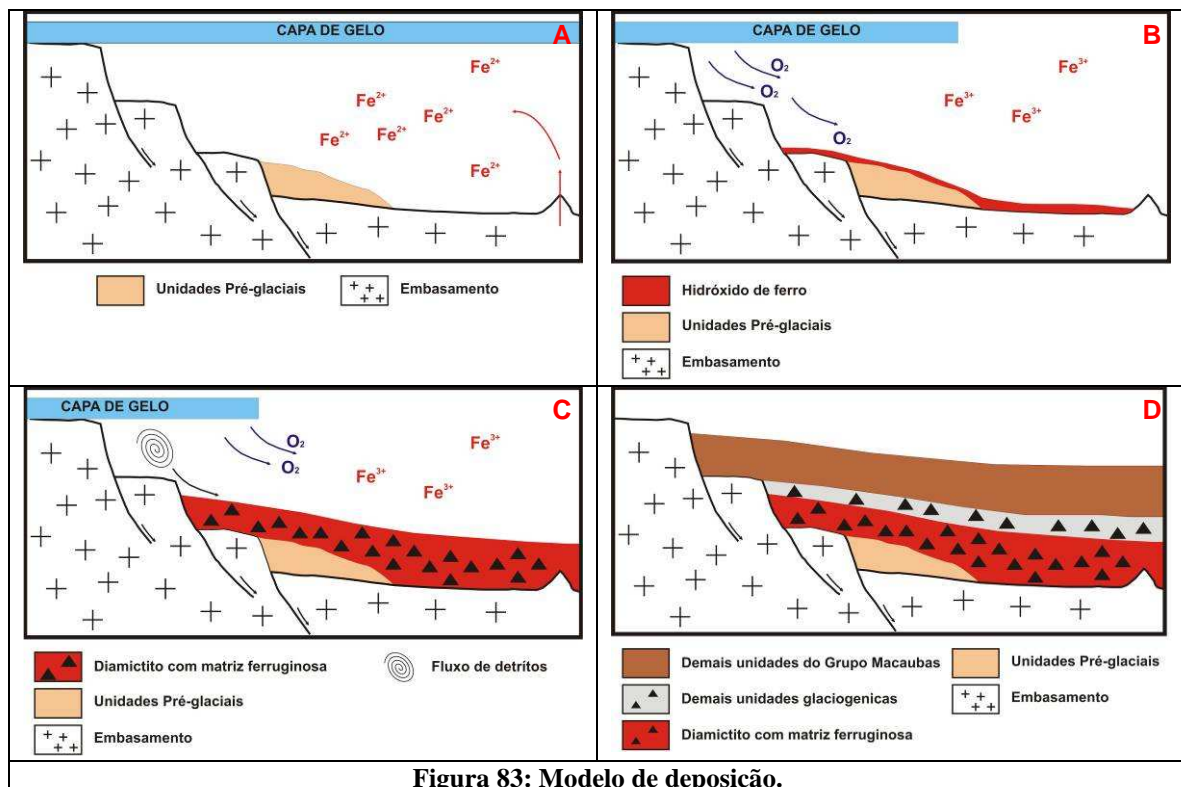 CAPA DE GELO
A
Fe2+
Fe2+
Fe2+
Fe2+
Fe2+
Fe2+
Unidades Pré-glaciais
Embasamento
CAPA DE GELO
B
O2
O2
O2
Fe3+
Fe3+
Fe3+
Hidróxido de ferro
Unidades Pré-glaciais
Embasamento
CAPA DE GELO
C
O2
O2
Fe3+
Fe3+
Fe3+
Diamictito com matriz ferruginosa
Fluxo de detrítos
Unidades Pré-glaciais
Embasamento
D
Demais unidades do Grupo Macaubas
Unidades Pré-glaciais
Demais unidades glaciogenicas
Embasamento
Diamictito com matriz ferruginosa
Figura 83: Modelo de deposição.